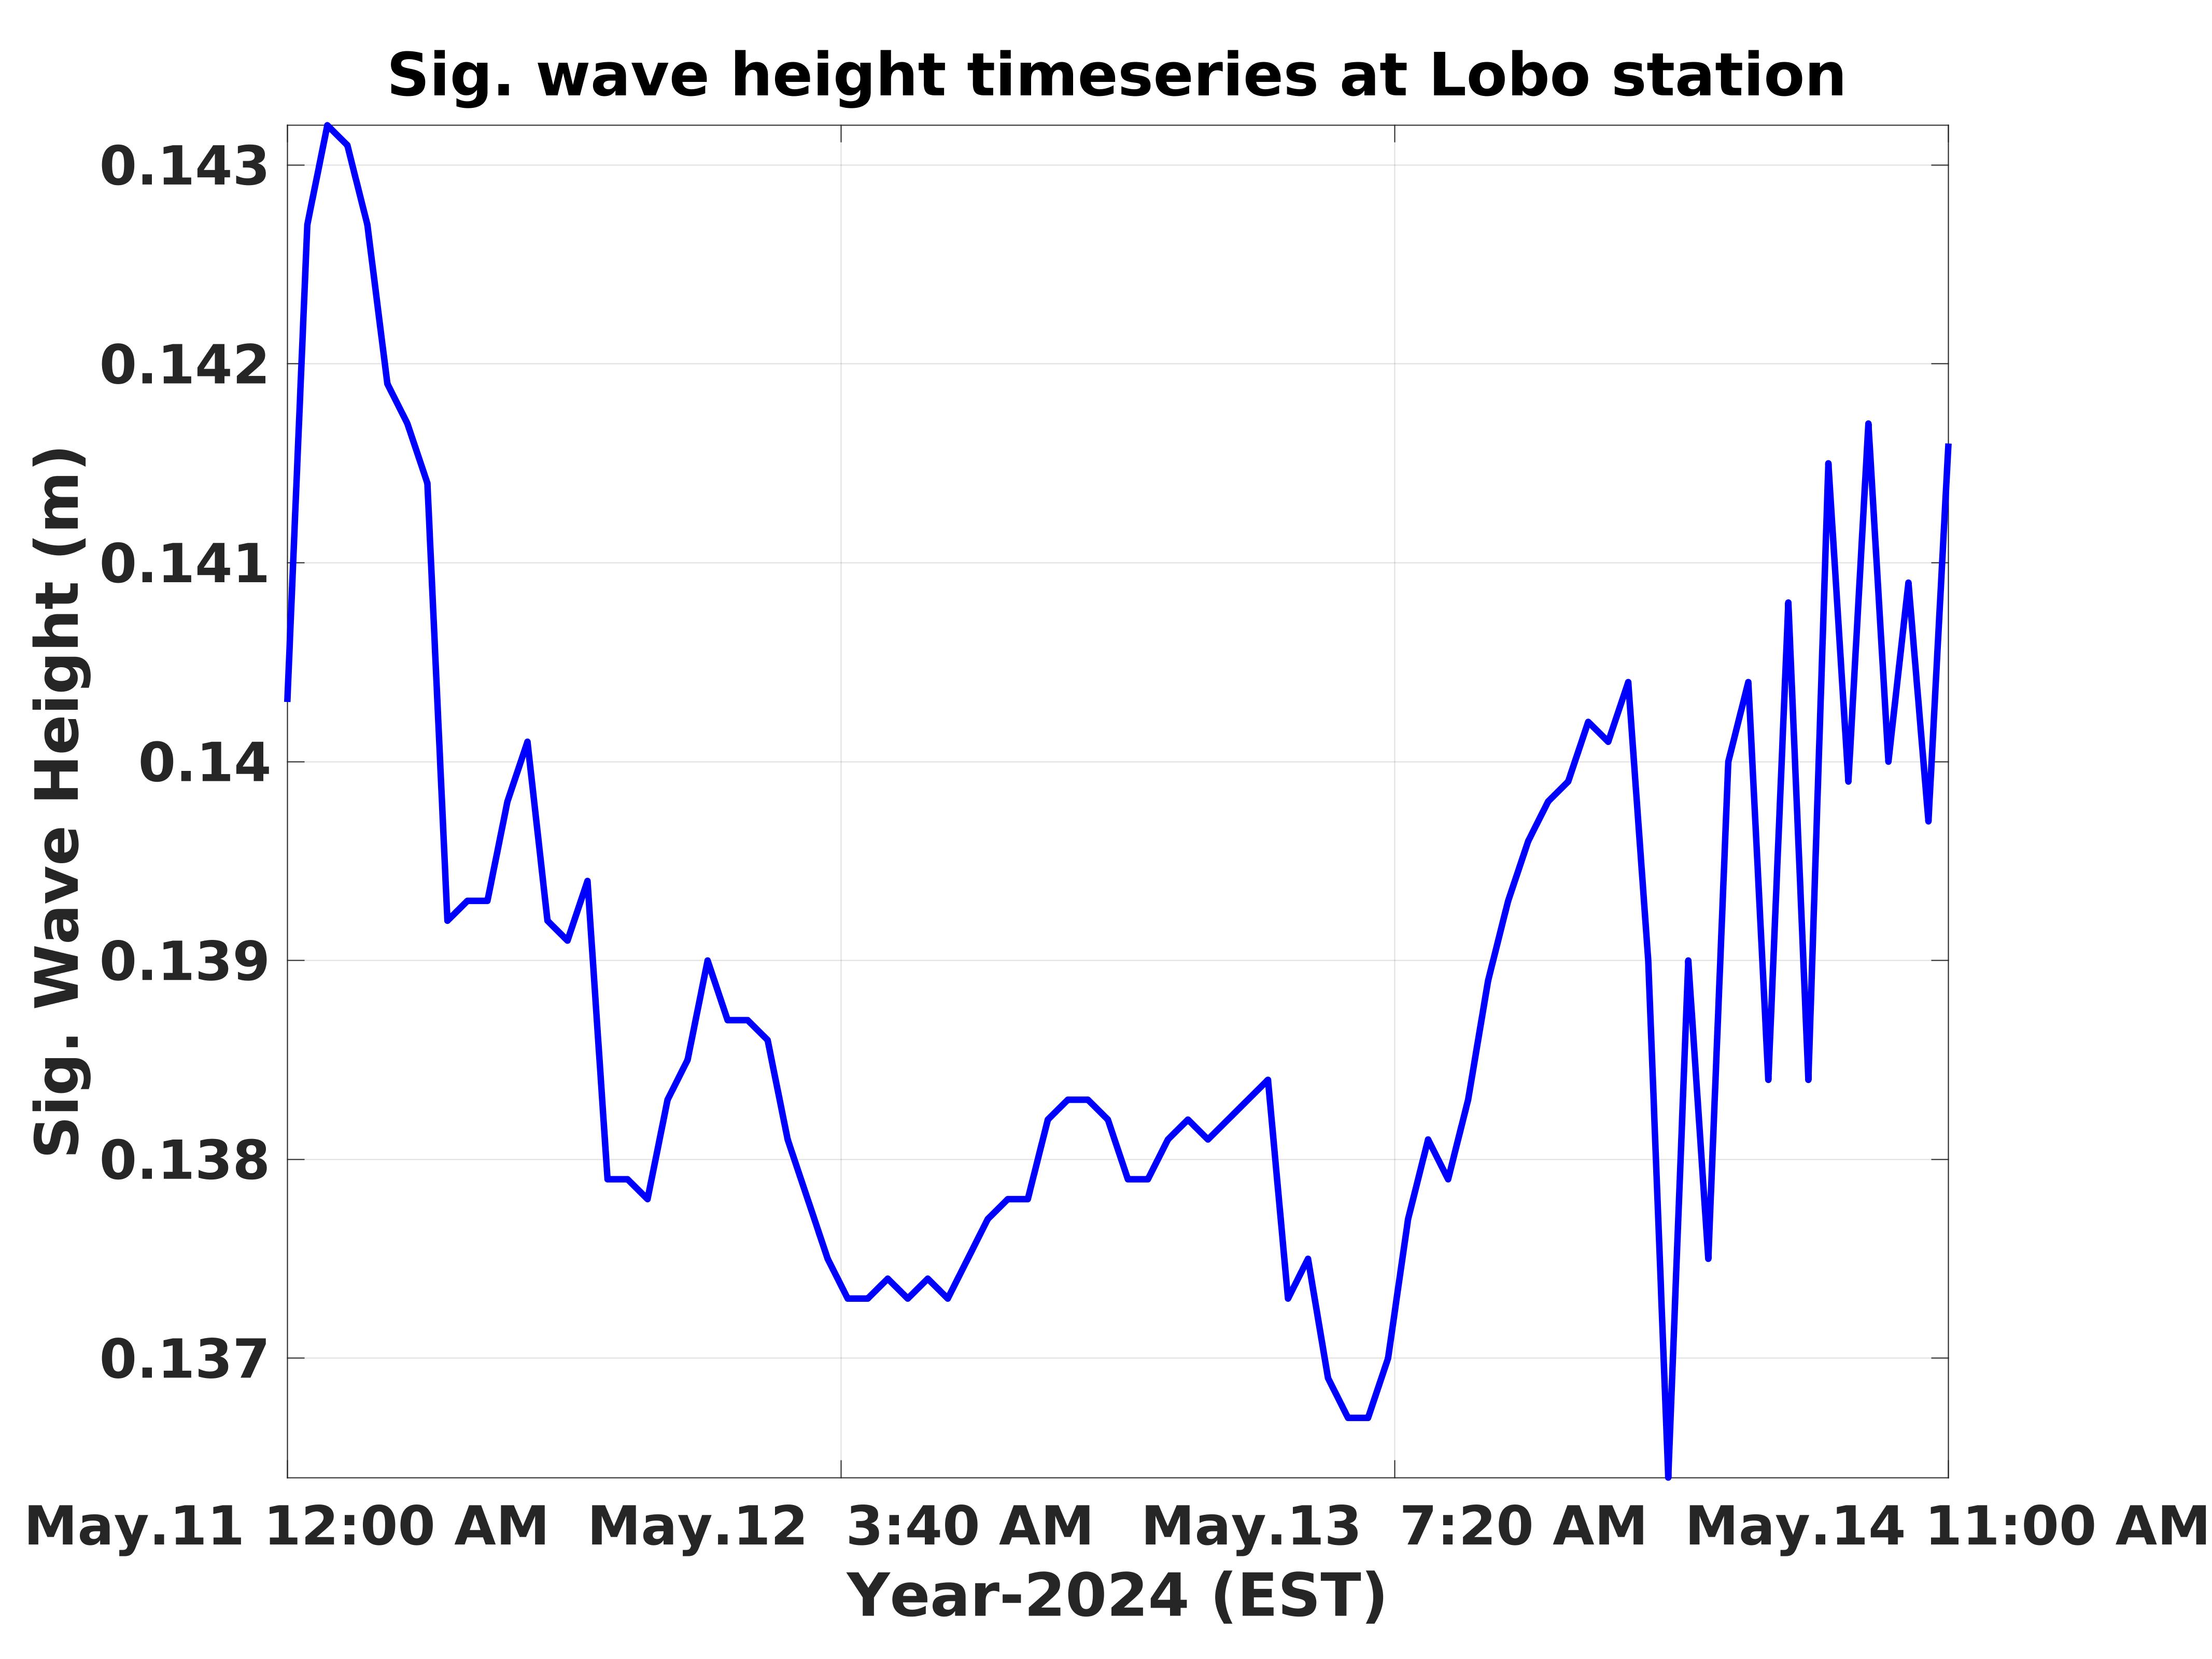 Sig. wave height timeseries at Lobo station
Sig. Wave Height (m)
0.143
0.142
0.141
0.14
0.139
0.138
0.137
May.11 12:00 AM May.12 3:40 AM May.13 7:20 AM May.14 11:00 AM
Year-2024 (EST)